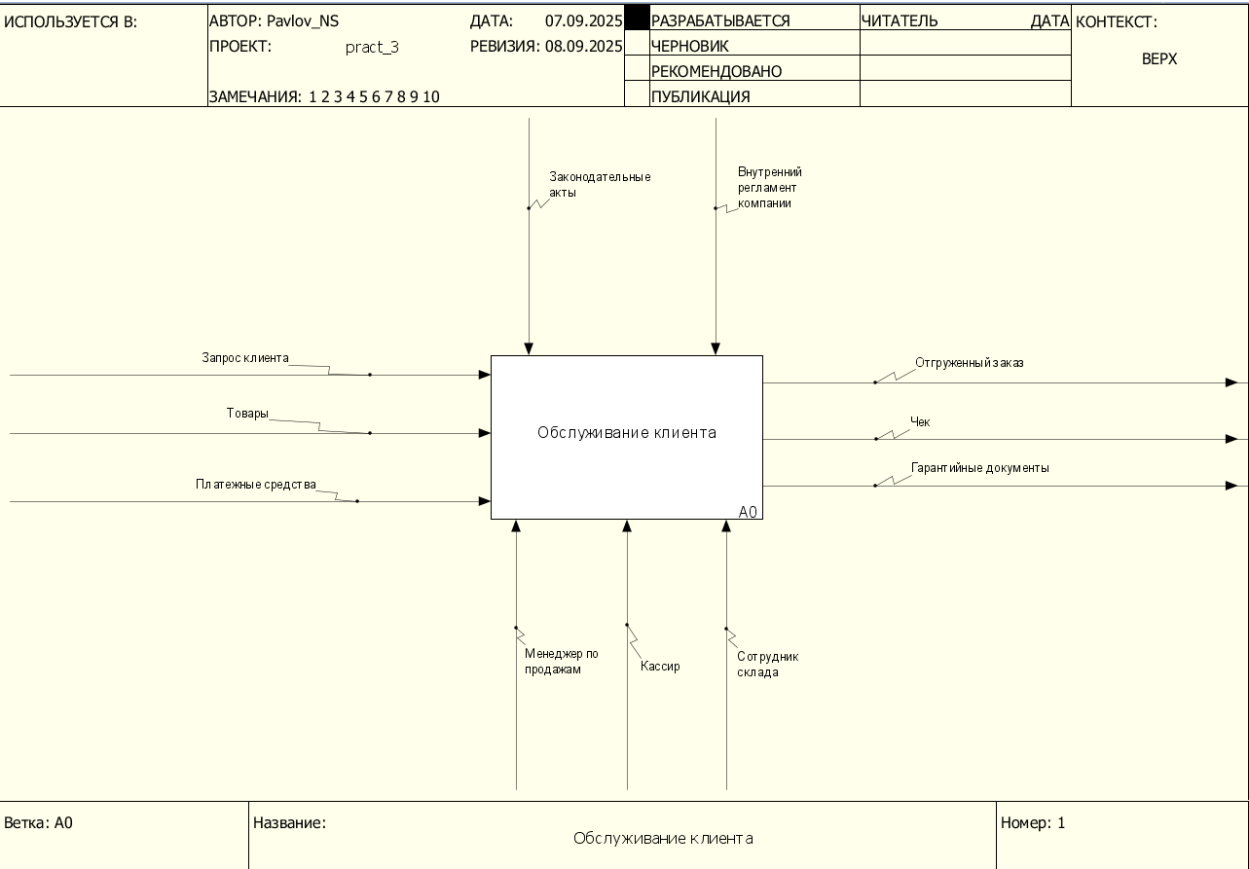 ИСПОЛЬЗУЕТСЯ В:
АВТОР: Pavlov_NS
ДАТА: 07.09.2025
РАЗРАБАТЫВАЕТСЯ
ЧИТАТЕЛЬ
ДАТА
КОНТЕКСТ:
ПРОЕКТ: pract_3
РЕВИЗИЯ: 08.09.2025
ЧЕРНОВИК
ВЕРХ
РЕКОМЕНДОВАНО
ЗАМЕЧАНИЯ: 1 2 3 4 5 6 7 8 9 10
ПУБЛИКАЦИЯ
Законодательные
акты
Внутренний
регламент
компании
Запрос клиента
Товары
Платежные средства
Обслуживание клиента
A0
Отгруженный заказ
Чек
Гарантийные документы
Менеджер по
продажам
Кассир
Сотрудник
склада
Ветка: A0
Название:
Обслуживание клиента
Номер: 1